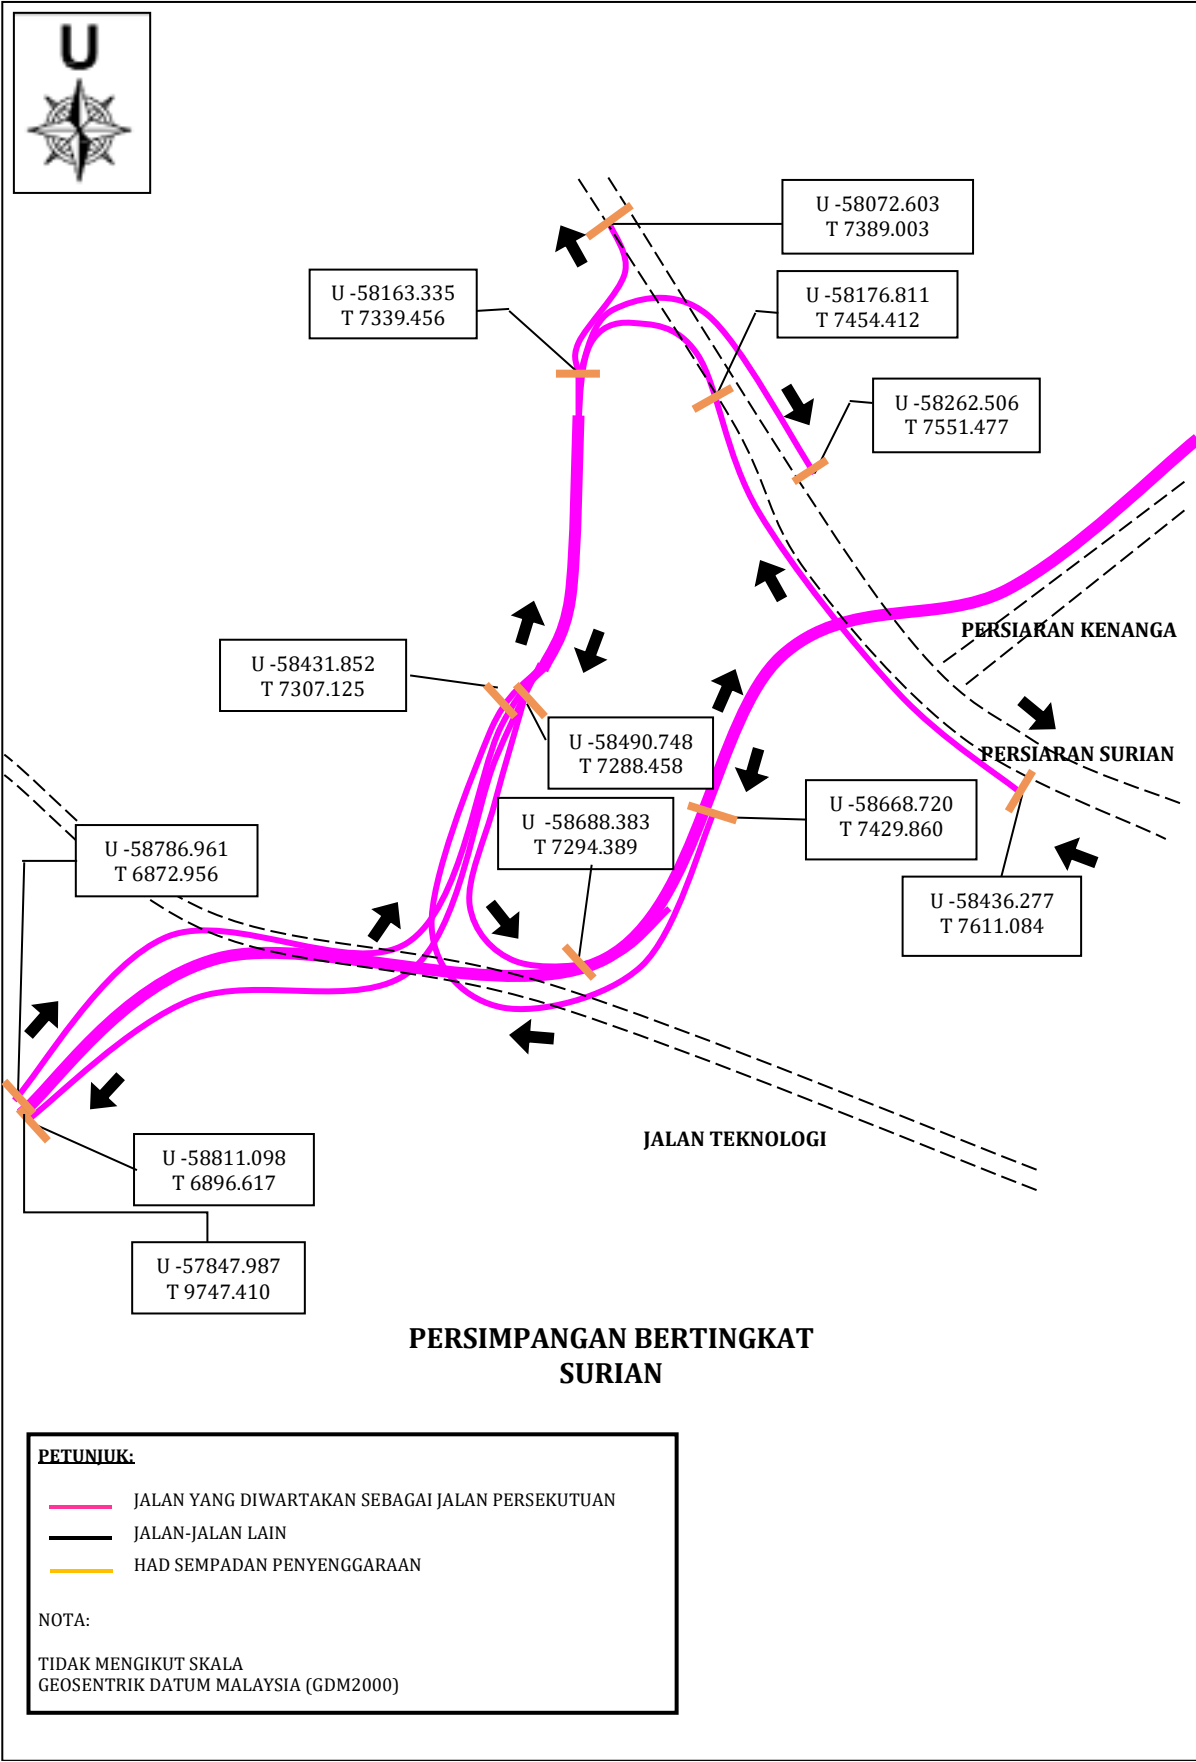 U
U -58072.603
T 7389.003
U -58163.335
T 7339.456
U -58176.811
T 7454.412
U -58262.506
T 7551.477
PERSIARAN KENANGA
U -58431.852
T 7307.125
U -58490.748
T 7288.458
PERSIARAN SURIAN
U -58688.383
T 7294.389
U -58668.720
T 7429.860
U -58786.961
T 6872.956
U -58436.277
T 7611.084
JALAN TEKNOLOGI
U -58811.098
T 6896.617
U -57847.987
T 9747.410
PERSIMPANGAN BERTINGKAT
SURIAN
PETUNJUK:
JALAN YANG DIWARTAKAN SEBAGAI JALAN PERSEKUTUAN
JALAN-JALAN LAIN
HAD SEMPADAN PENYENGGARAAN
NOTA:
TIDAK MENGIKUT SKALA
GEOSENTRIK DATUM MALAYSIA (GDM2000)